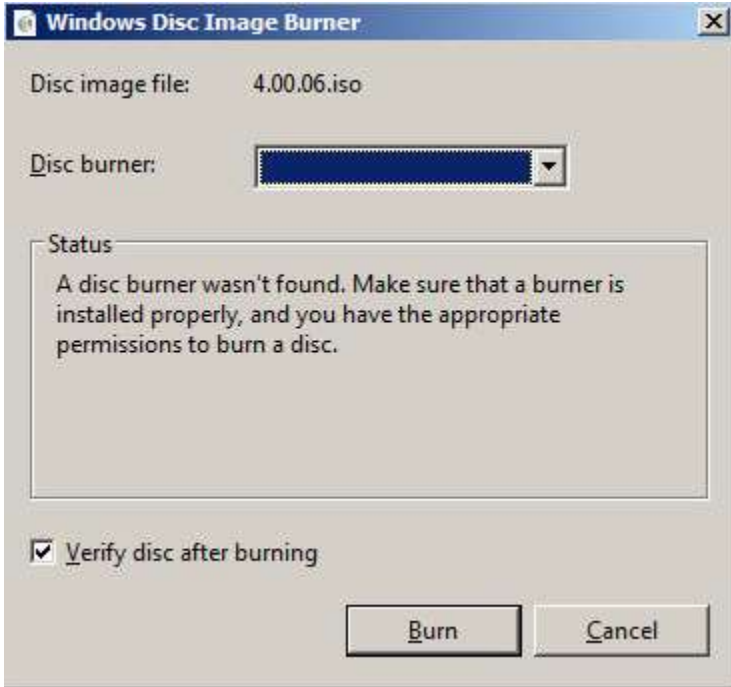 Windows Disc Image Burner
Disc image file: 4.00.06.iso
Disc burner:
Status
A disc burner wasn't found. Make sure that a burner is
installed properly, and you have the appropriate
permissions to burn a disc.
Verify disc after burning
Burn Cancel